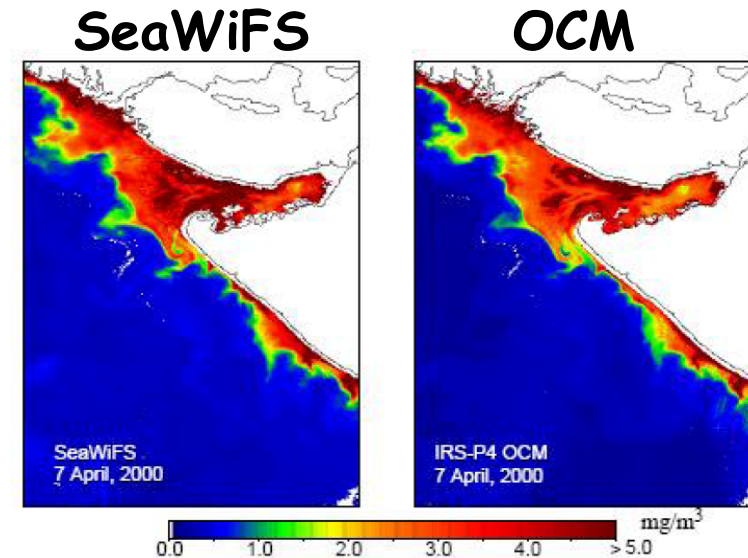 SeaWiFS
OCM
SeaWiFS
7 April, 2000
IRS-P4 OCM
7 April, 2000
mg/m³
0.0 1.0 2.0 3.0 4.0 > 5.0